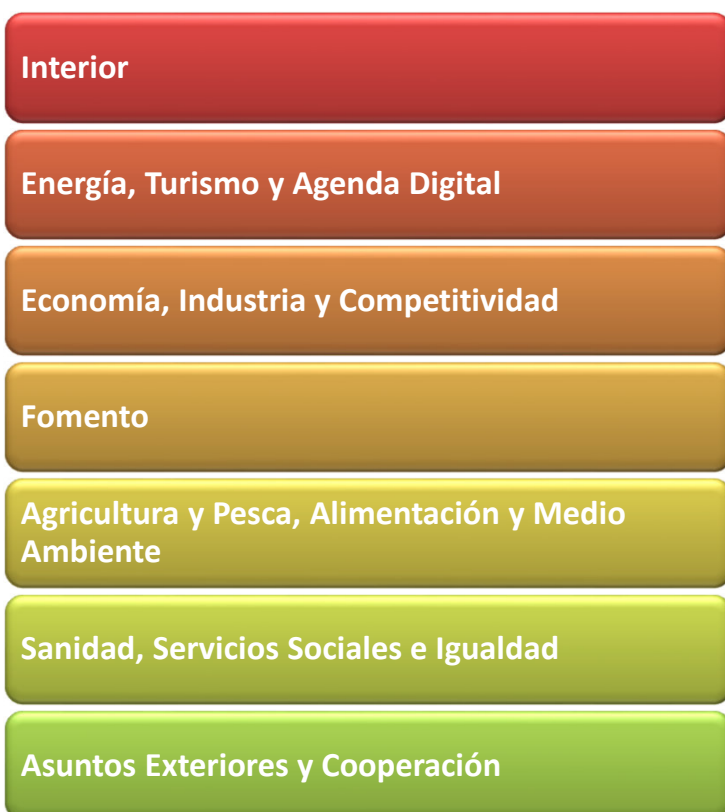 Interior
Energía, Turismo y Agenda Digital
Economía, Industria y Competitividad
Fomento
Agricultura y Pesca, Alimentación y Medio
Ambiente
Sanidad, Servicios Sociales e Igualdad
Asuntos Exteriores y Cooperación